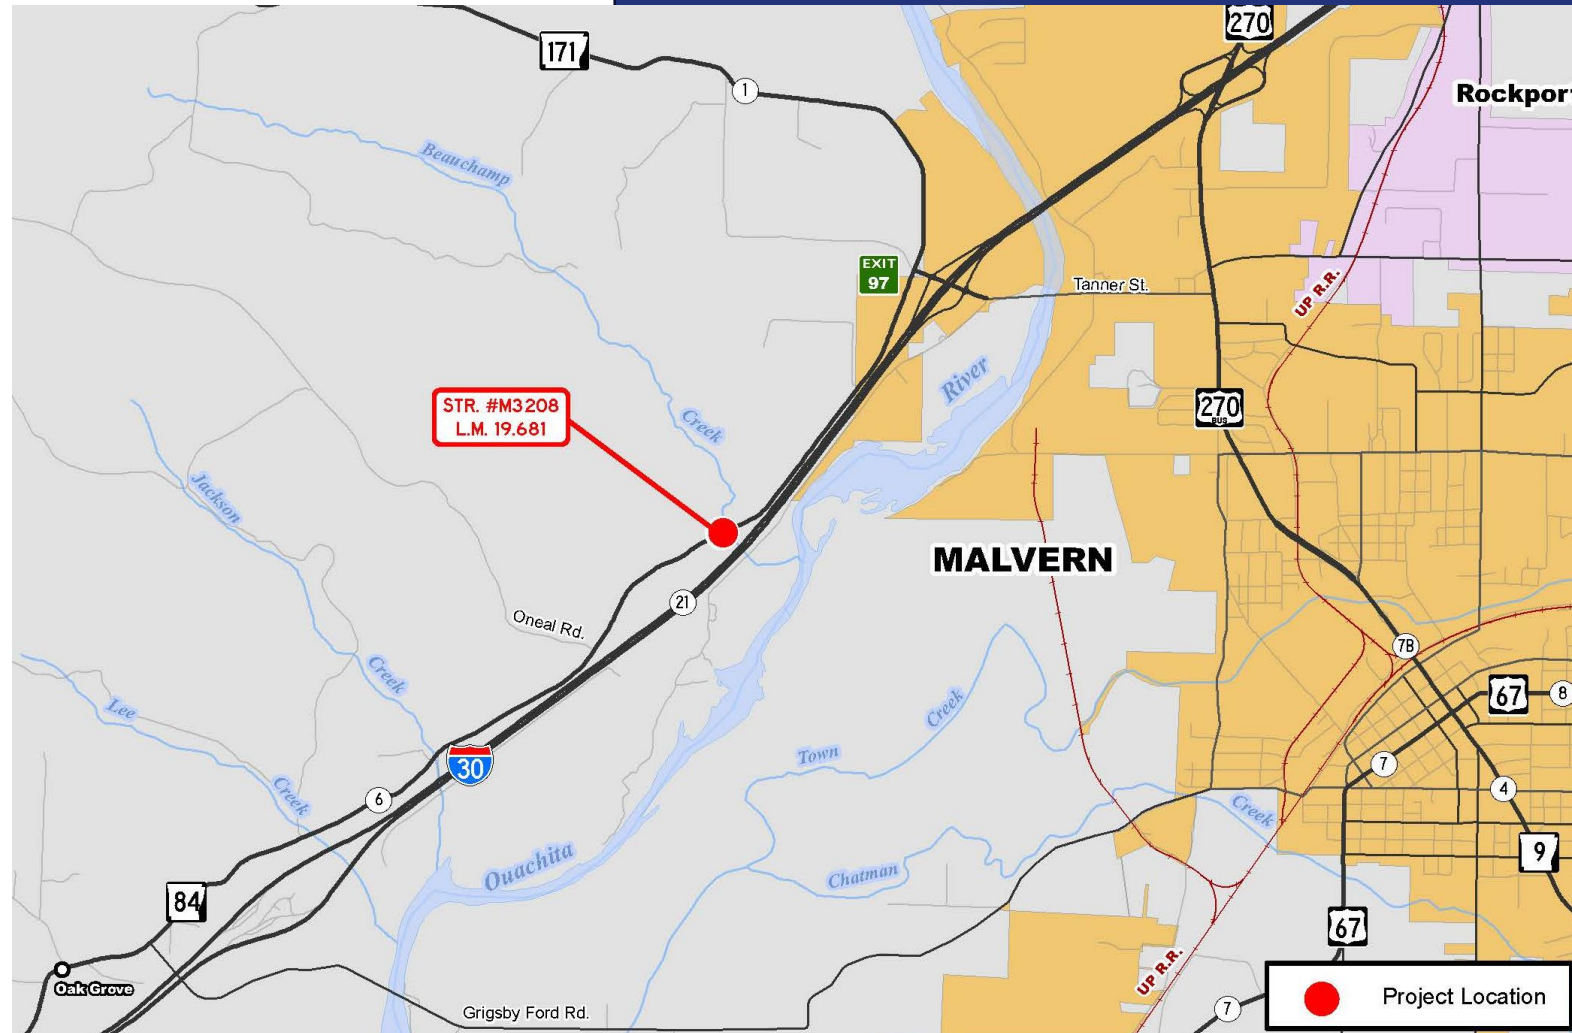 270
171
1
Rockpor
Beauchamp
EXIT
97
Tanner St.
UP R.R.
River
STR. #M3208
L.M. 19.681
270
BUS
Creek
Jackson
MALVERN
21
Oneal Rd.
7B
Creek
67
8
Lee
Creek
Town
30
7
Creek
6
4
Creek
Ouachita
9
Chatman
84
67
UP R.R.
Oak Grove
Project Location
7
Grigsby Ford Rd.